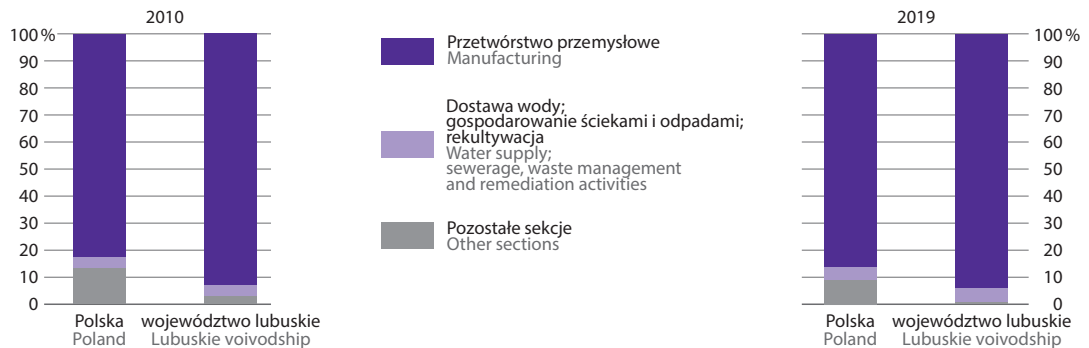 2010
100 %
90
80
70
60
50
40
30
20
10
0
Polska
Poland
województwo lubuskie
Lubuskie voivodship
Przetwórstwo przemysłowe
Manufacturing
Dostawa wody;
gospodarowanie ściekami i odpadami;
rekultywacja
Water supply;
sewerage, waste management
and remediation activities
Pozostałe sekcje
Other sections
2019
100 %
90
80
70
60
50
40
30
20
10
0
Polska
Poland
województwo lubuskie
Lubuskie voivodship